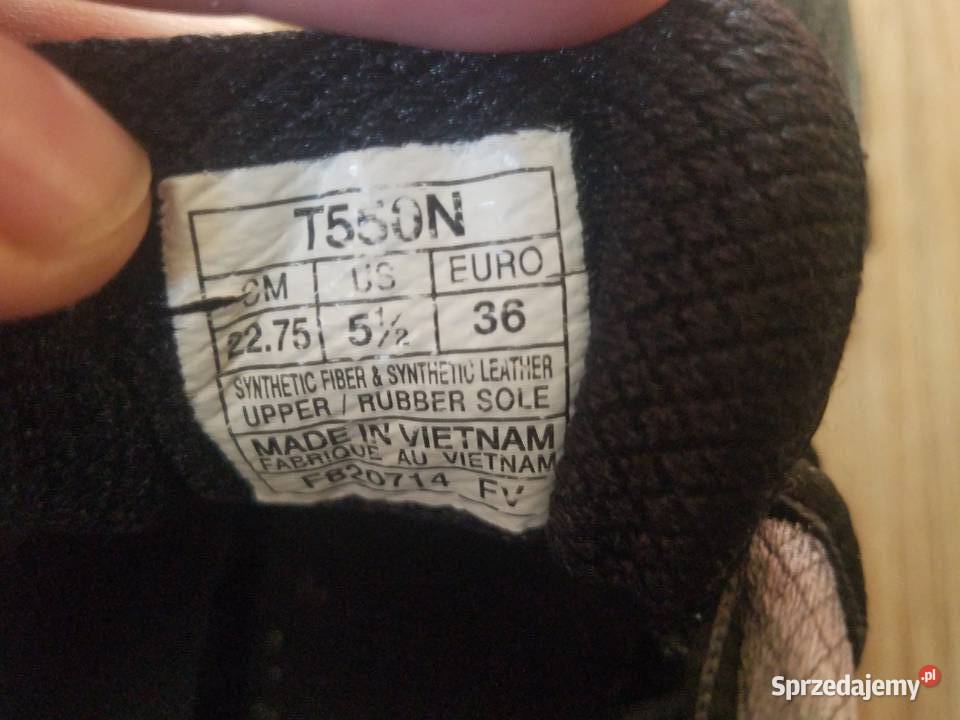 T550N
CM US EURO
22.75 5½ 36
SYNTHETIC FIBER & SYNTHETIC LEATHER
UPPER / RUBBER SOLE
MADE IN VIETNAM
FABRIQUE AU VIETNAM
FB20714 FV
Sprzedajemy.pl